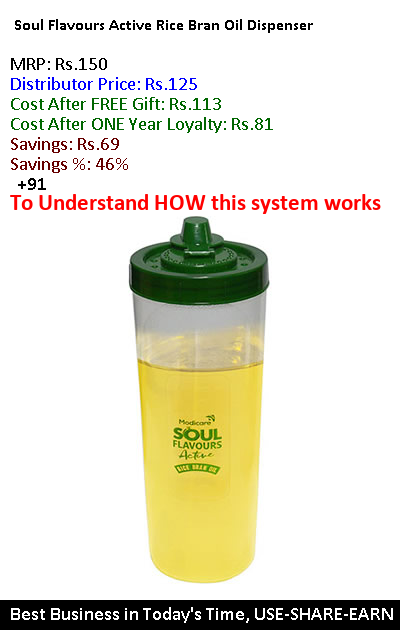 Soul Flavours Active Rice Bran Oil Dispenser
MRP: Rs.150
Distributor Price: Rs.125
Cost After FREE Gift: Rs.113
Cost After ONE Year Loyalty: Rs.81
Savings: Rs.69
Savings %: 46%
+91
To Understand HOW this system works
Modicare
SOUL
FLAVOURS
Active
RICE BRAN OIL
Best Business in Today's Time, USE-SHARE-EARN